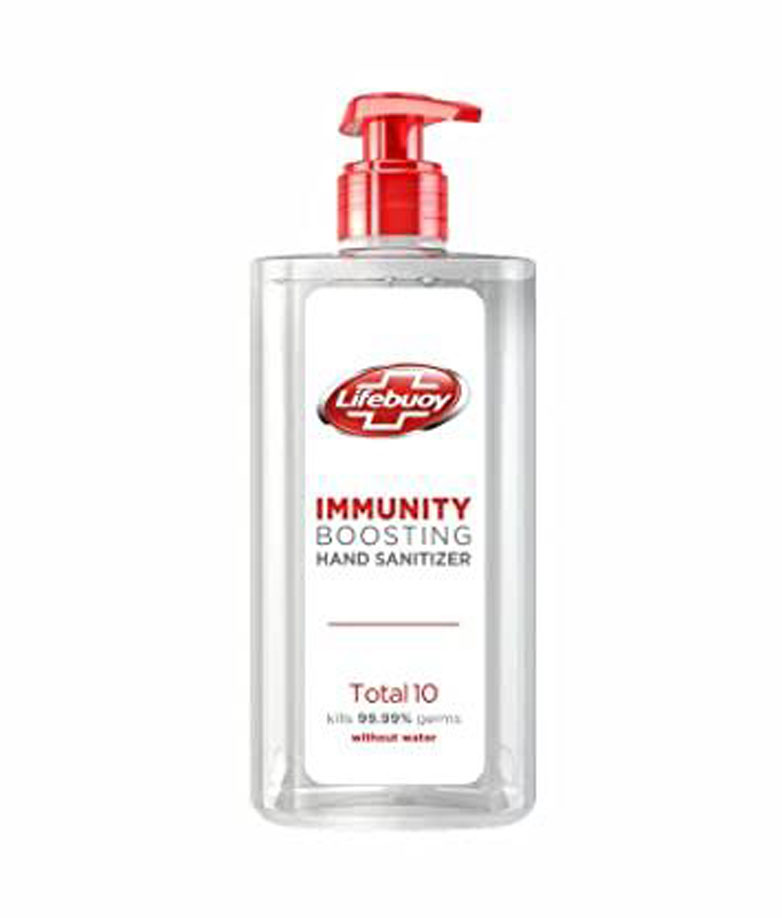 Lifebuoy
IMMUNITY
BOOSTING
HAND SANITIZER
Total 10
kills 99.99% germs
without water